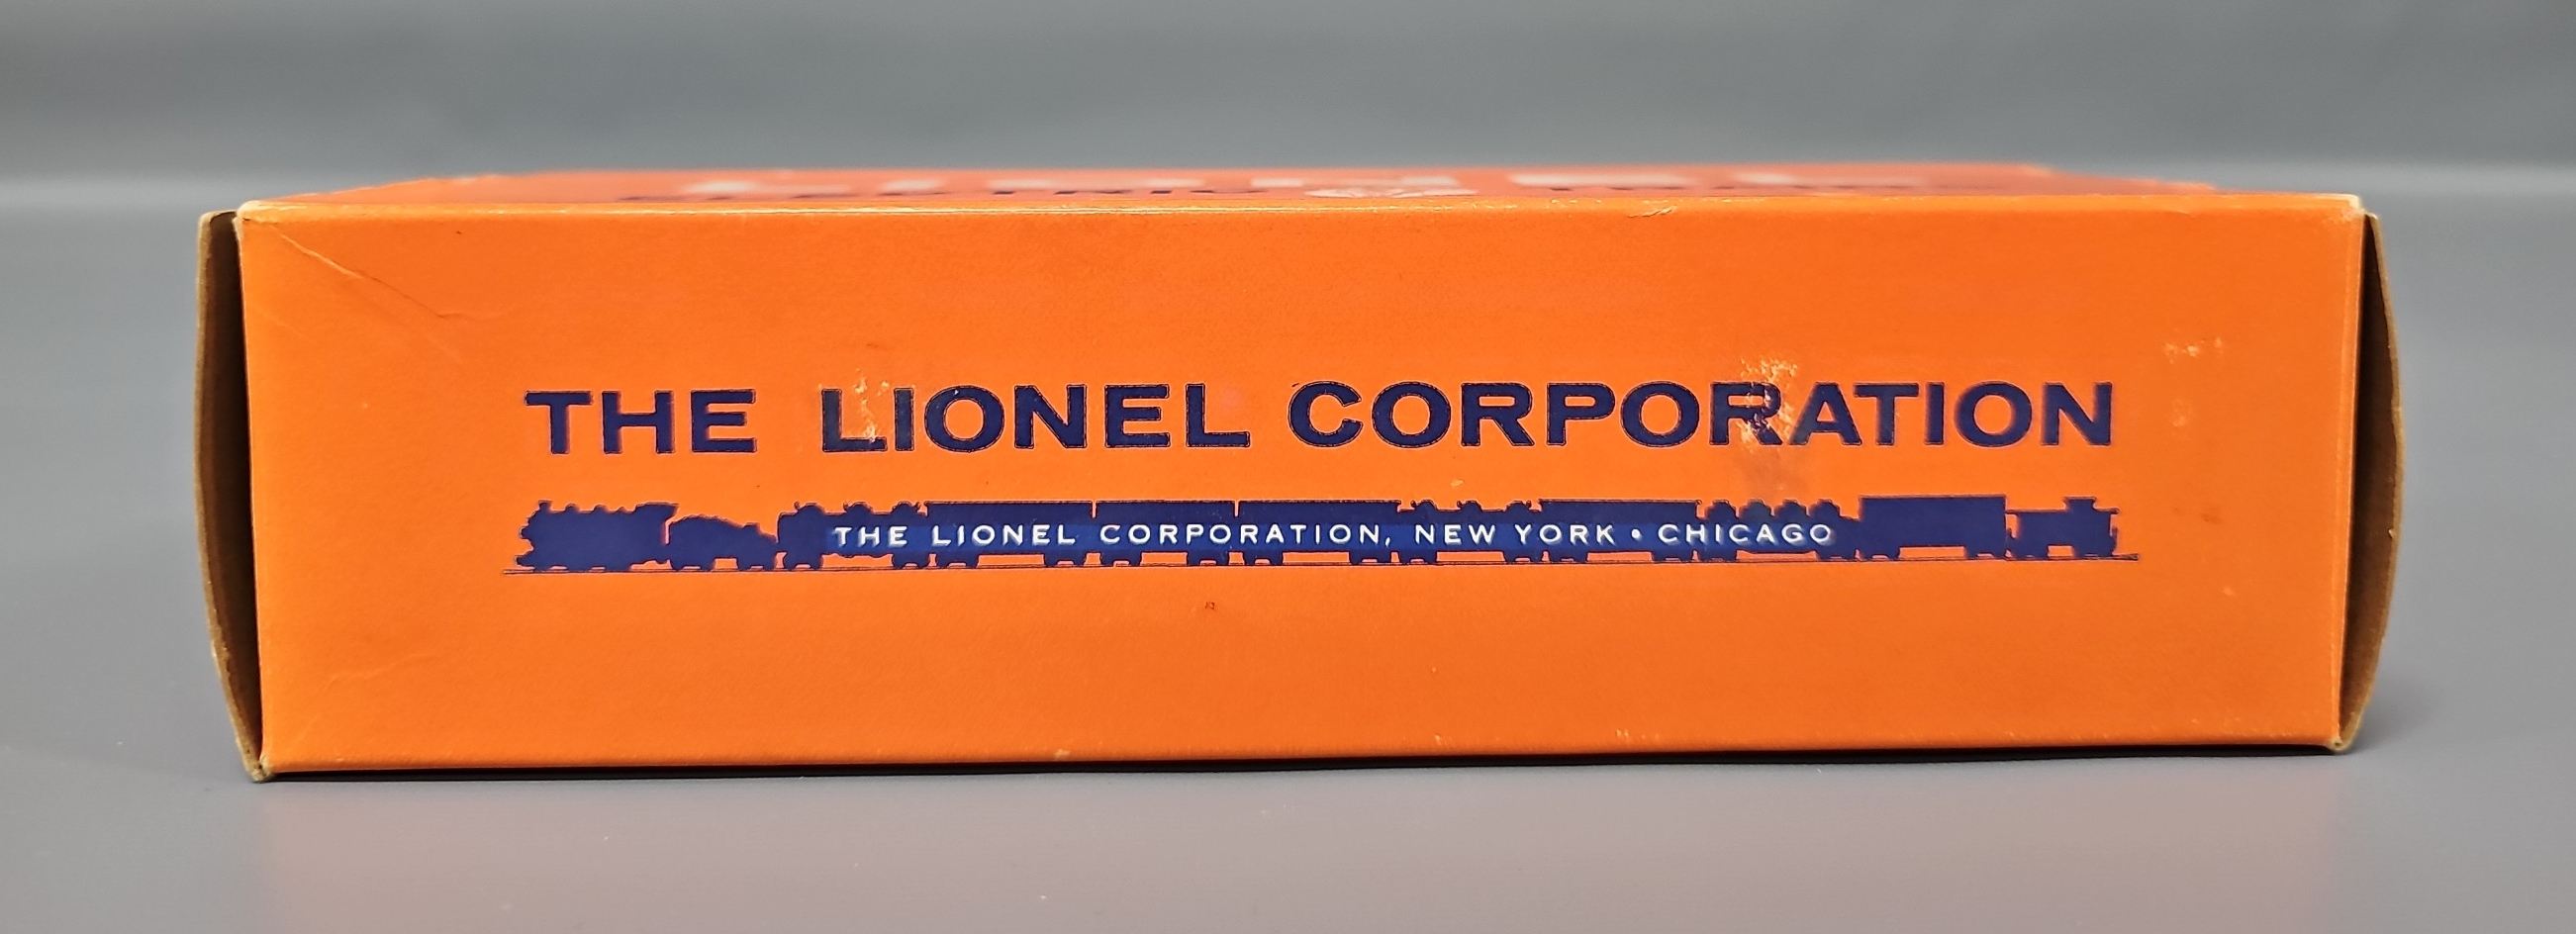 THE LIONEL CORPORATION
THE LIONEL CORPORATION, NEW YORK • CHICAGO